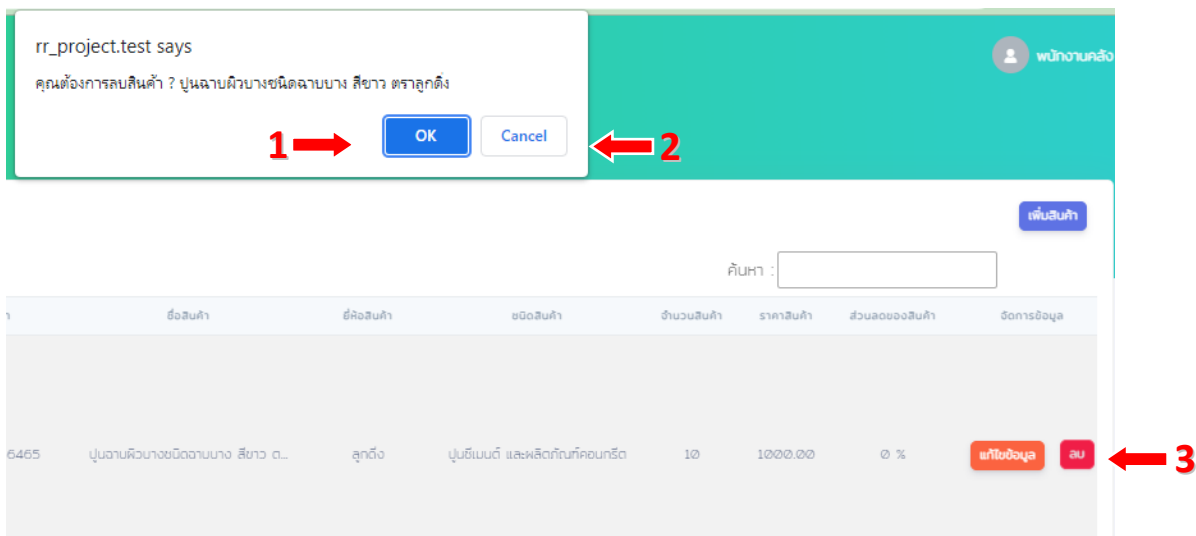 rr_project.test says
พนักงานคลัง
คุณต้องการลบสินค้า ? ปูนฉาบผิวบางชนิดฉาบบาง สีขาว ตราลูกดิ่ง
1 OK Cancel 2
เพิ่มสินค้า
ค้นหา :
ชื่อสินค้า ยี่ห้อสินค้า ชนิดสินค้า จำนวนสินค้า ราคาสินค้า ส่วนลดของสินค้า จัดการข้อมูล
6465 ปูนฉาบผิวบางชนิดฉาบบาง สีขาว ต... ลูกดิ่ง ปูนซีเมนต์ และผลิตภัณฑ์คอนกรีต 10 1000.00 0 % แก้ไขข้อมูล ลบ 3